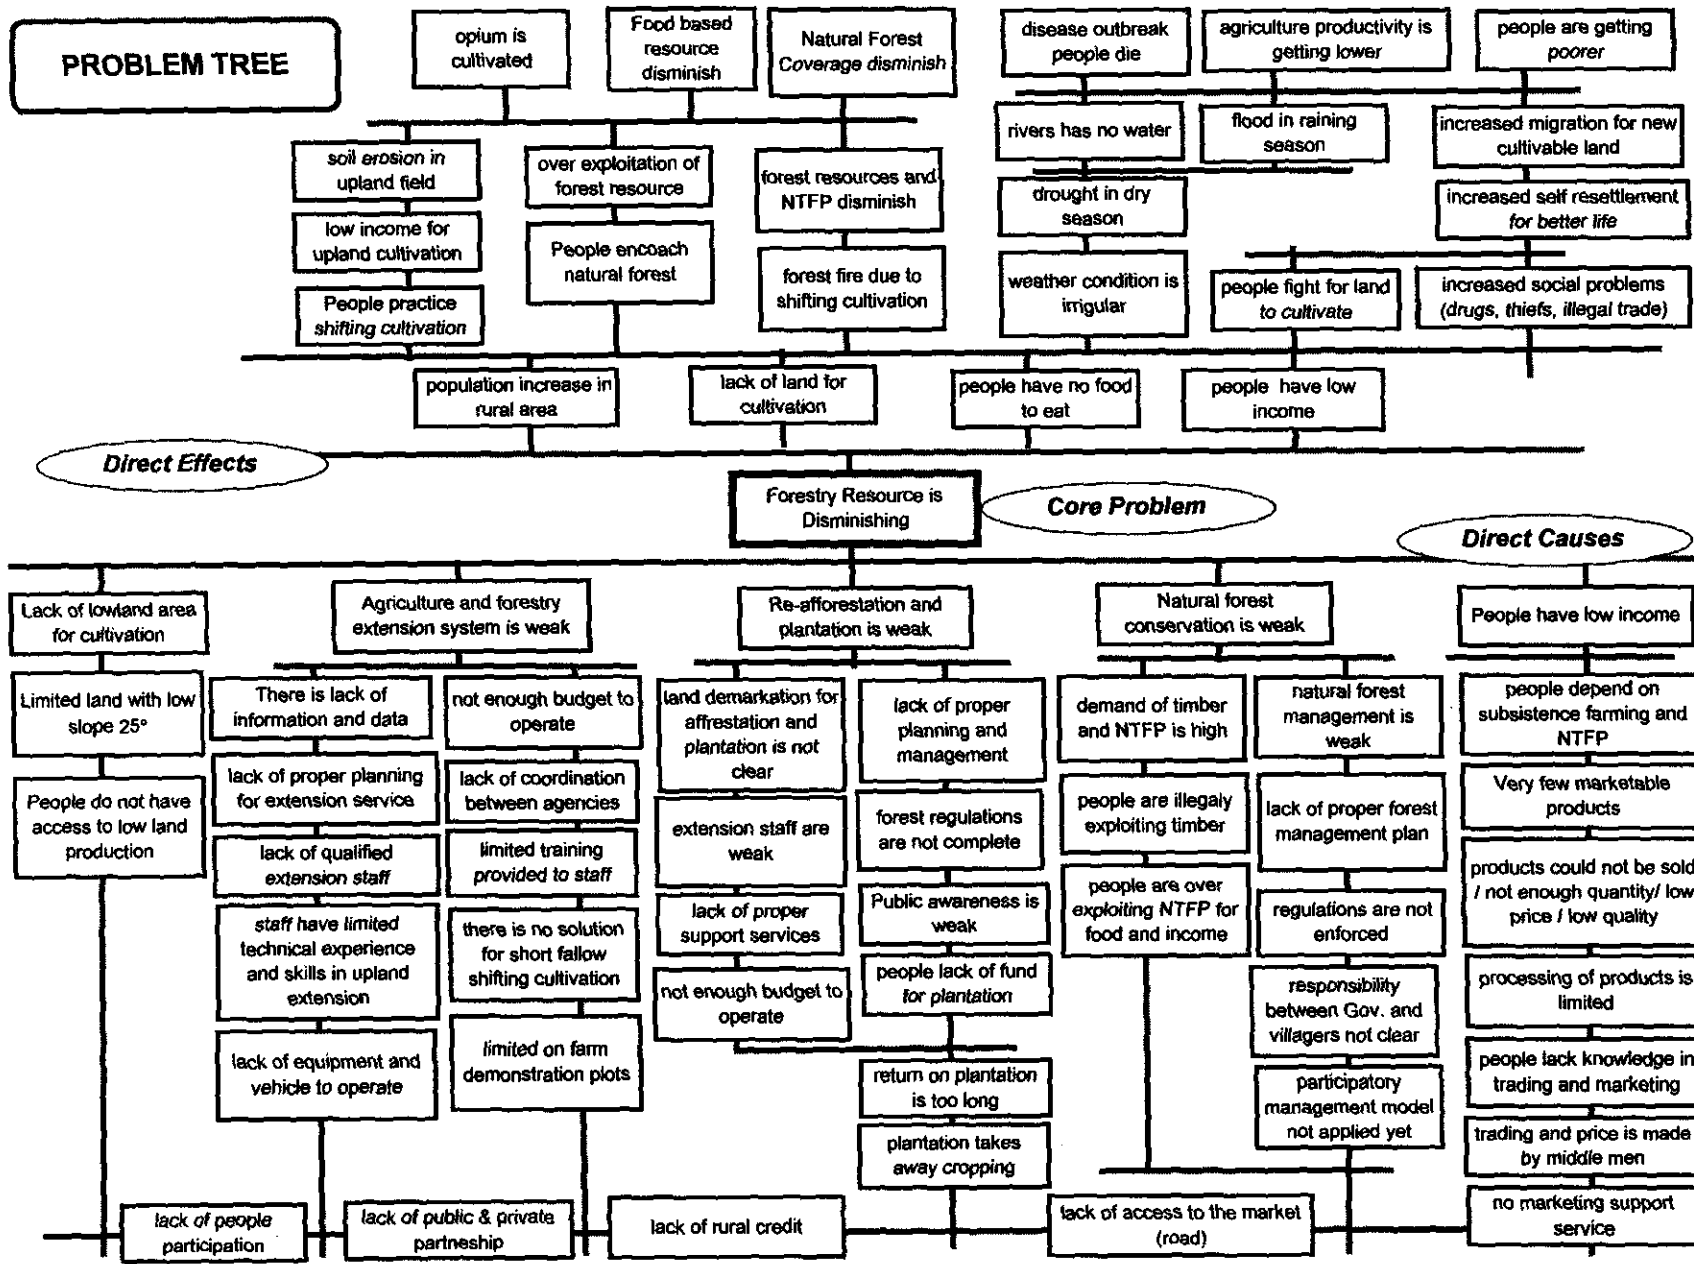 PROBLEM TREE
opium is
cultivated
Food based
resource
disminish
Natural Forest
Coverage disminish
disease outbreak
people die
agriculture productivity is
getting lower
people are getting
poorer
soil erosion in
upland field
over exploitation of
forest resource
forest resources and
NTFP disminish
rivers has no water
flood in raining
season
increased migration for new
cultivable land
low income for
upland cultivation
People encoach
natural forest
drought in dry
season
increased self resettlement
for better life
People practice
shifting cultivation
forest fire due to
shifting cultivation
weather condition is
irrigular
people fight for land
to cultivate
increased social problems
(drugs, thiefs, illegal trade)
population increase in
rural area
lack of land for
cultivation
people have no food
to eat
people have low
income
Direct Effects
Forestry Resource is
Disminishing
Core Problem
Direct Causes
Lack of lowland area
for cultivation
Agriculture and forestry
extension system is weak
Re-afforestation and
plantation is weak
Natural forest
conservation is weak
People have low income
Limited land with low
slope 25°
People do not have
access to low land
production
There is lack of
information and data
lack of proper planning
for extension service
lack of qualified
extension staff
staff have limited
technical experience
and skills in upland
extension
lack of equipment and
vehicle to operate
not enough budget to
operate
lack of coordination
between agencies
limited training
provided to staff
there is no solution
for short fallow
shifting cultivation
limited on farm
demonstration plots
land demarkation for
affrestation and
plantation is not
clear
extension staff are
weak
lack of proper
support services
not enough budget to
operate
lack of proper
planning and
management
forest regulations
are not complete
Public awareness is
weak
people lack of fund
for plantation
return on plantation
is too long
plantation takes
away cropping
demand of timber
and NTFP is high
people are illegaly
exploiting timber
people are over
exploiting NTFP for
food and income
natural forest
management is
weak
lack of proper forest
management plan
regulations are not
enforced
responsibility
between Gov. and
villagers not clear
participatory
management model
not applied yet
people depend on
subsistence farming and
NTFP
Very few marketable
products
products could not be sold
/ not enough quantity/ low
price / low quality
processing of products is
limited
people lack knowledge in
trading and marketing
trading and price is made
by middle men
no marketing support
service
lack of people
participation
lack of public & private
partneship
lack of rural credit
lack of access to the market
(road)